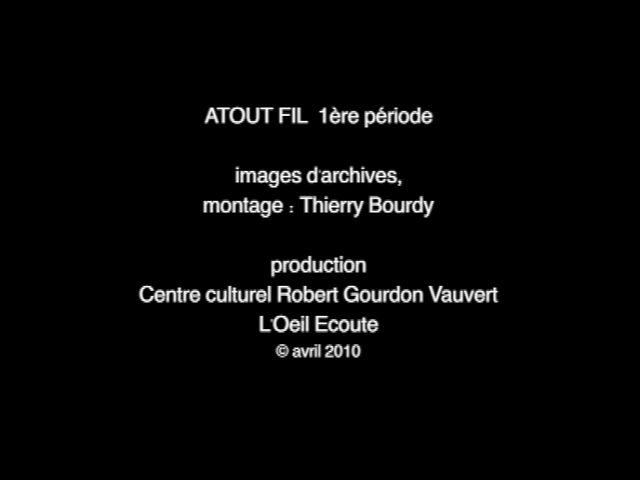 ATOUT FIL 1ère période
images d'archives,
montage : Thierry Bourdy
production
Centre culturel Robert Gourdon Vauvert
L'Oeil Ecoute
© avril 2010